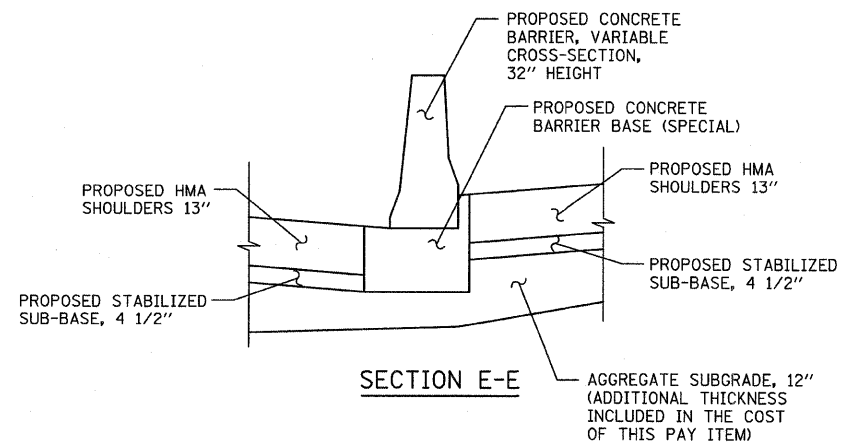 PROPOSED CONCRETE
BARRIER, VARIABLE
CROSS-SECTION,
32" HEIGHT
PROPOSED CONCRETE
BARRIER BASE (SPECIAL)
PROPOSED HMA
SHOULDERS 13"
PROPOSED HMA
SHOULDERS 13"
PROPOSED STABILIZED
SUB-BASE, 4 1/2"
PROPOSED STABILIZED
SUB-BASE, 4 1/2"
SECTION E-E
AGGREGATE SUBGRADE, 12"
(ADDITIONAL THICKNESS
INCLUDED IN THE COST
OF THIS PAY ITEM)